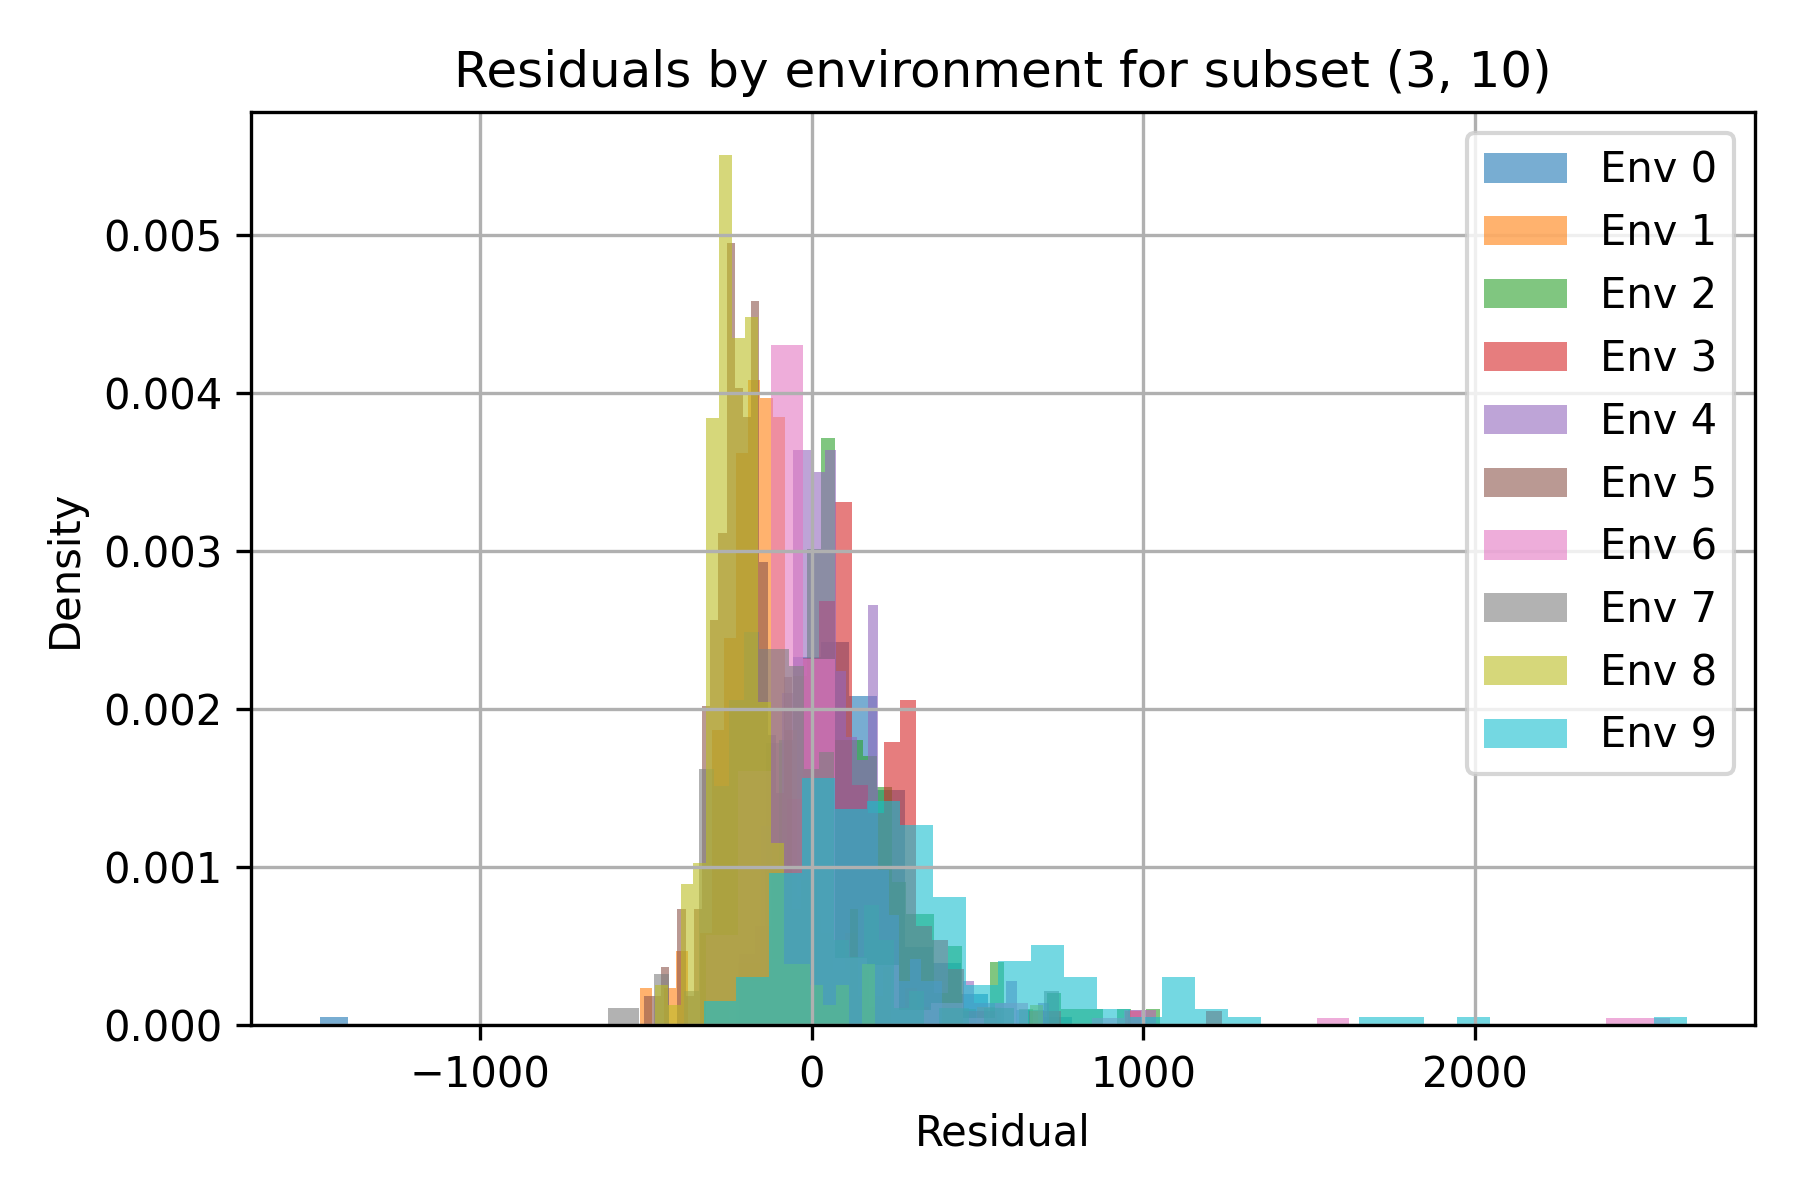 Residuals by environment for subset (3, 10)
Density
0.005
0.004
0.003
0.002
0.001
0.000
−1000
0
1000
2000
Residual
Env 0
Env 1
Env 2
Env 3
Env 4
Env 5
Env 6
Env 7
Env 8
Env 9